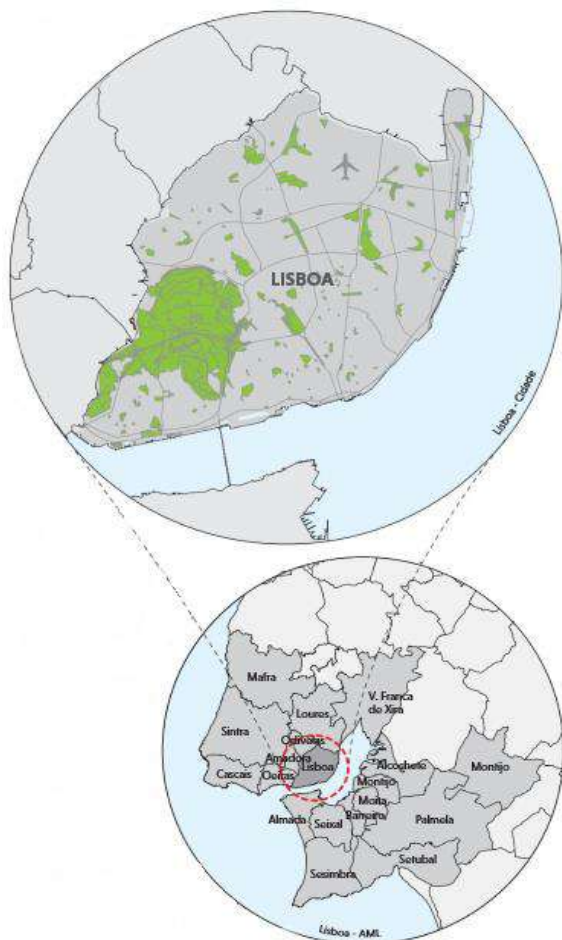 LISBOA
Lisboa - Cidade
Mafra
V. Franca
de Xira
Loures
Sintra
Odivelas
Amadora
Lisboa
Cascais
Oeiras
Alcochete
Montijo
Montijo
Moita
Almada
Seixal
Barreiro
Palmela
Sesimbra
Setubal
Lisboa - AML